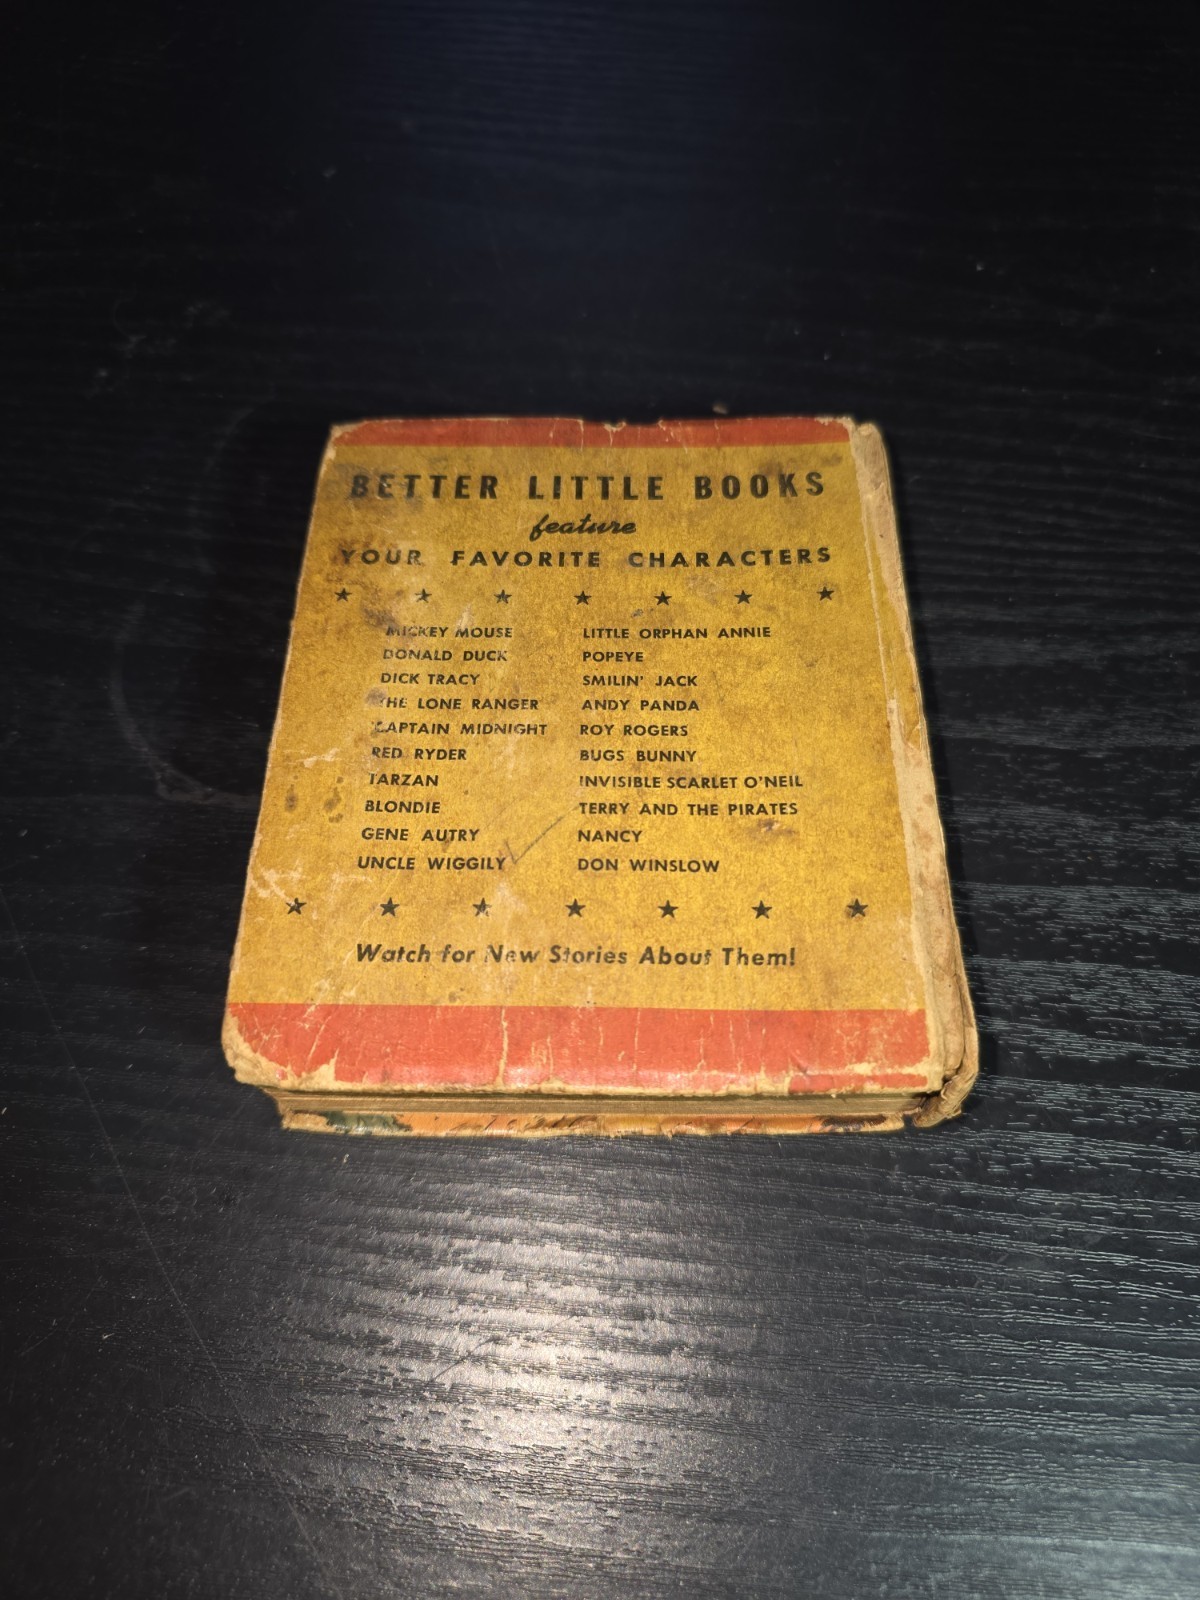 BETTER LITTLE BOOKS
feature
YOUR FAVORITE CHARACTERS
MICKEY MOUSE
DONALD DUCK
DICK TRACY
THE LONE RANGER
CAPTAIN MIDNIGHT
RED RYDER
TARZAN
BLONDIE
GENE AUTRY
UNCLE WIGGILY
LITTLE ORPHAN ANNIE
POPEYE
SMILIN' JACK
ANDY PANDA
ROY ROGERS
BUGS BUNNY
INVISIBLE SCARLET O'NEIL
TERRY AND THE PIRATES
NANCY
DON WINSLOW
Watch for New Stories About Them!